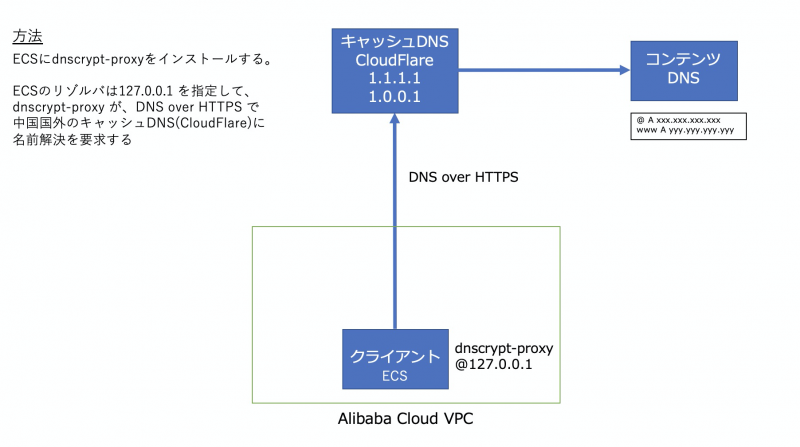 方法
ECSにdnscrypt-proxyをインストールする。
ECSのリゾルバは127.0.0.1 を指定して、
dnscrypt-proxy が、DNS over HTTPS で
中国国外のキャッシュDNS(CloudFlare)に
名前解決を要求する
キャッシュDNS
CloudFlare
1.1.1.1
1.0.0.1
コンテンツ
DNS
@ A xxx.xxx.xxx.xxx
www A yyy.yyy.yyy.yyy
DNS over HTTPS
クライアント
ECS
dnscrypt-proxy
@127.0.0.1
Alibaba Cloud VPC